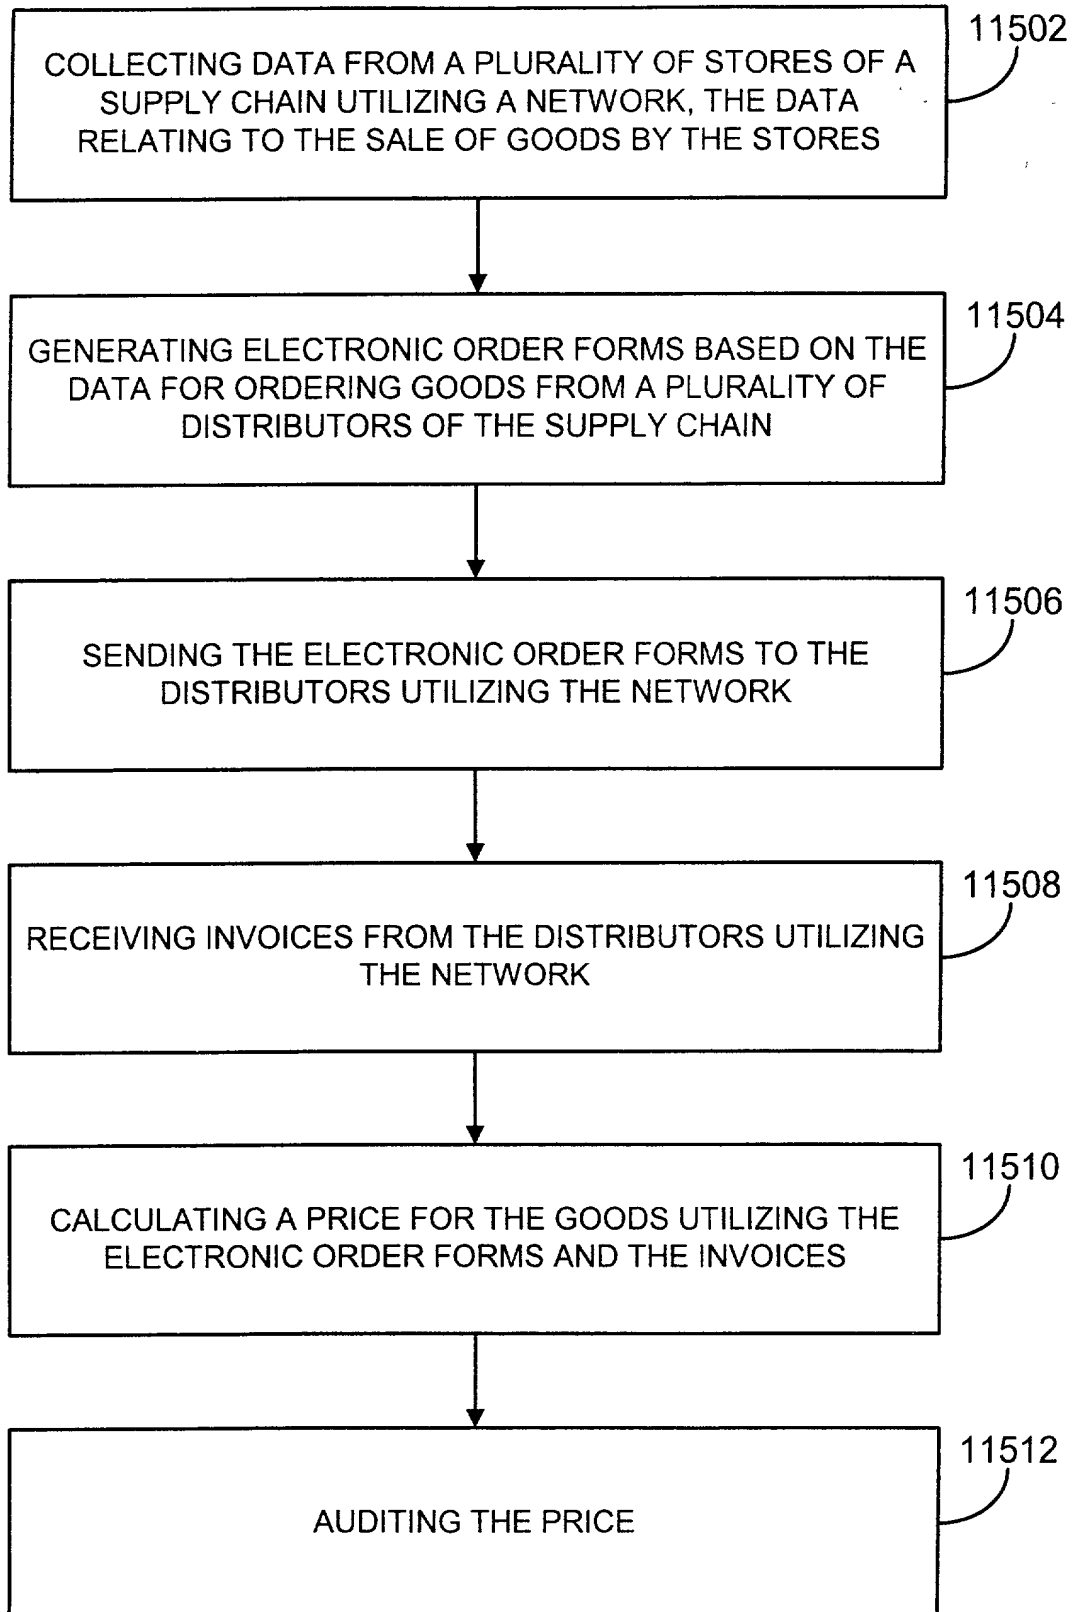 11502
COLLECTING DATA FROM A PLURALITY OF STORES OF A
SUPPLY CHAIN UTILIZING A NETWORK, THE DATA
RELATING TO THE SALE OF GOODS BY THE STORES
11504
GENERATING ELECTRONIC ORDER FORMS BASED ON THE
DATA FOR ORDERING GOODS FROM A PLURALITY OF
DISTRIBUTORS OF THE SUPPLY CHAIN
11506
SENDING THE ELECTRONIC ORDER FORMS TO THE
DISTRIBUTORS UTILIZING THE NETWORK
11508
RECEIVING INVOICES FROM THE DISTRIBUTORS UTILIZING
THE NETWORK
11510
CALCULATING A PRICE FOR THE GOODS UTILIZING THE
ELECTRONIC ORDER FORMS AND THE INVOICES
11512
AUDITING THE PRICE